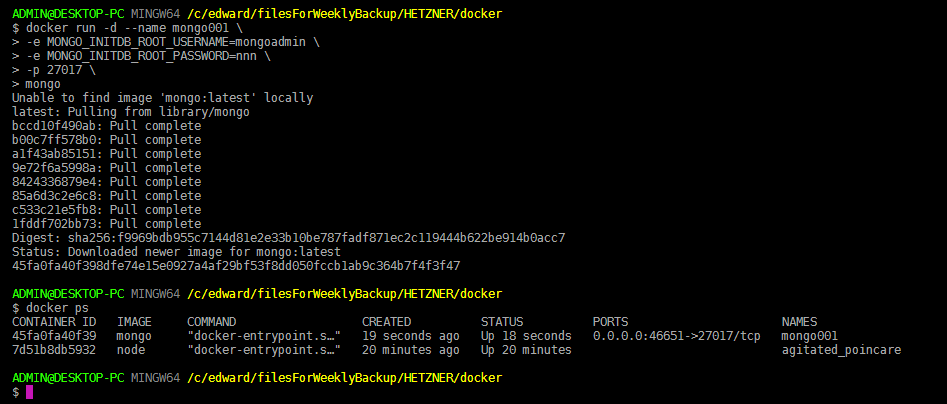 ADMIN@DESKTOP-PC MINGW64 /c/edward/filesForWeeklyBackup/HETZNER/docker
$ docker run -d --name mongo001 \
> -e MONGO_INITDB_ROOT_USERNAME=mongoadmin \
> -e MONGO_INITDB_ROOT_PASSWORD=nnn \
> -p 27017 \
> mongo
Unable to find image 'mongo:latest' locally
latest: Pulling from library/mongo
bccd10f490ab: Pull complete
b00c7ff578b0: Pull complete
a1f43ab85151: Pull complete
9e72f6a5998a: Pull complete
8424336879e4: Pull complete
85a6d3c2e6c8: Pull complete
c533c21e5fb8: Pull complete
1fddf702bb73: Pull complete
Digest: sha256:f9969bdb955c7144d81e2e33b10be787fadf871ec2c119444b622be914b0acc7
Status: Downloaded newer image for mongo:latest
45fa0fa40f398dfe74e15e0927a4af29bf53f8dd050fccb1ab9c364b7f4f3f47
ADMIN@DESKTOP-PC MINGW64 /c/edward/filesForWeeklyBackup/HETZNER/docker
$ docker ps
CONTAINER ID   IMAGE     COMMAND                  CREATED          STATUS          PORTS                      NAMES
45fa0fa40f39   mongo     "docker-entrypoint.s…"   19 seconds ago   Up 18 seconds   0.0.0.0:46651->27017/tcp   mongo001
7d51b8db5932   node      "docker-entrypoint.s…"   20 minutes ago   Up 20 minutes                              agitated_poincare
ADMIN@DESKTOP-PC MINGW64 /c/edward/filesForWeeklyBackup/HETZNER/docker
$